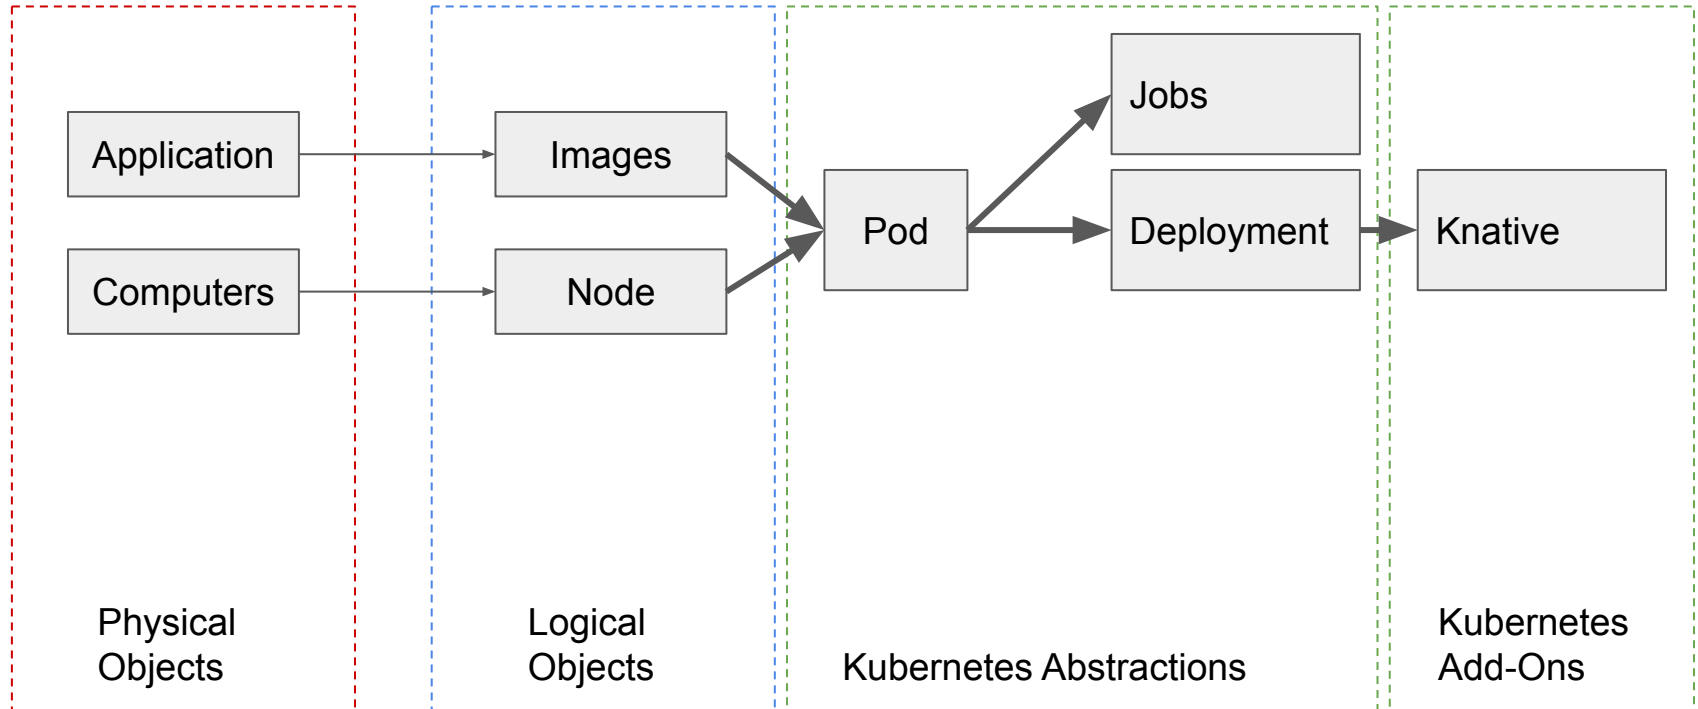 Application
Computers
Images
Node
Pod
Jobs
Deployment
Knative
Physical
Objects
Logical
Objects
Kubernetes Abstractions
Kubernetes
Add-Ons